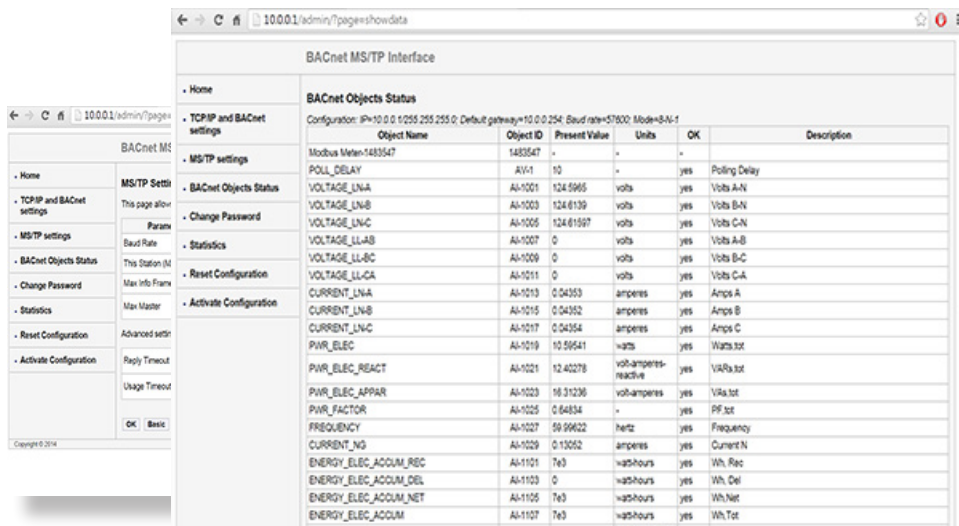 10.0.0.1/admin/?page=showdata
BACnet MS/TP Interface
Home
TCP/IP and BACnet
settings
MS/TP settings
BACnet Objects Status
Change Password
Statistics
Reset Configuration
Activate Configuration
BACnet Objects Status
Configuration: IP=10.0.0.1/255.255.255.0; Default gateway=10.0.0.254; Baud rate=57600; Mode=8-N-1
Object Name Object ID Present Value Units OK Description
Modbus Meter-1483547 1483547 - - -
POLL_DELAY AV-1 10 - yes Polling Delay
VOLTAGE_LN-A AI-1001 124.5965 volts yes Volts A-N
VOLTAGE_LN-B AI-1003 124.6139 volts yes Volts B-N
VOLTAGE_LN-C AI-1005 124.61597 volts yes Volts C-N
VOLTAGE_LL-AB AI-1007 0 volts yes Volts A-B
VOLTAGE_LL-BC AI-1009 0 volts yes Volts B-C
VOLTAGE_LL-CA AI-1011 0 volts yes Volts C-A
CURRENT_LN-A AI-1013 0.04353 amperes yes Amps A
CURRENT_LN-B AI-1015 0.04352 amperes yes Amps B
CURRENT_LN-C AI-1017 0.04354 amperes yes Amps C
PWR_ELEC AI-1019 10.59541 watts yes Watts,tot
PWR_ELEC_REACT AI-1021 12.40278 volt-amperes-reactive yes VARs,tot
PWR_ELEC_APPAR AI-1023 16.31236 volt-amperes yes VAs,tot
PWR_FACTOR AI-1025 0.64834 - yes PF,tot
FREQUENCY AI-1027 59.99622 hertz yes Frequency
CURRENT_NG AI-1029 0.13052 amperes yes Current N
ENERGY_ELEC_ACCUM_REC AI-1101 7e3 watt-hours yes Wh, Rec
ENERGY_ELEC_ACCUM_DEL AI-1103 0 watt-hours yes Wh, Del
ENERGY_ELEC_ACCUM_NET AI-1105 7e3 watt-hours yes Wh,Net
ENERGY_ELEC_ACCUM AI-1107 7e3 watt-hours yes Wh,Tot
10.0.0.1/admin/?page=
BACnet MS
Home
TCP/IP and BACnet
settings
MS/TP settings
BACnet Objects Status
Change Password
Statistics
Reset Configuration
Activate Configuration
MS/TP Setti
This page allow
Parame
Baud Rate
This Station (M
Max Info Frame
Max Master
Advanced settin
Reply Timeout
Usage Timeout
OK Basic
Copyright © 2014